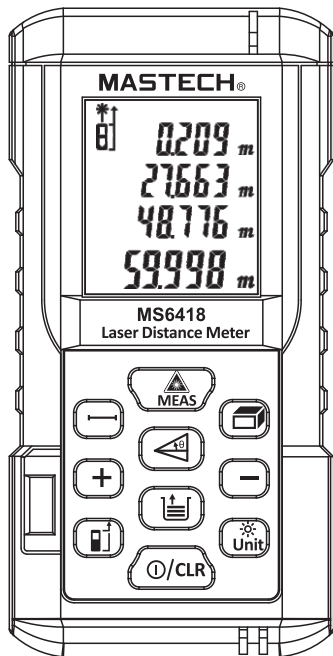 MASTECH®
0.209 m
27.663 m
48.776 m
59.998 m
MS6418
Laser Distance Meter
MEAS
θ
+
−
Unit
/CLR